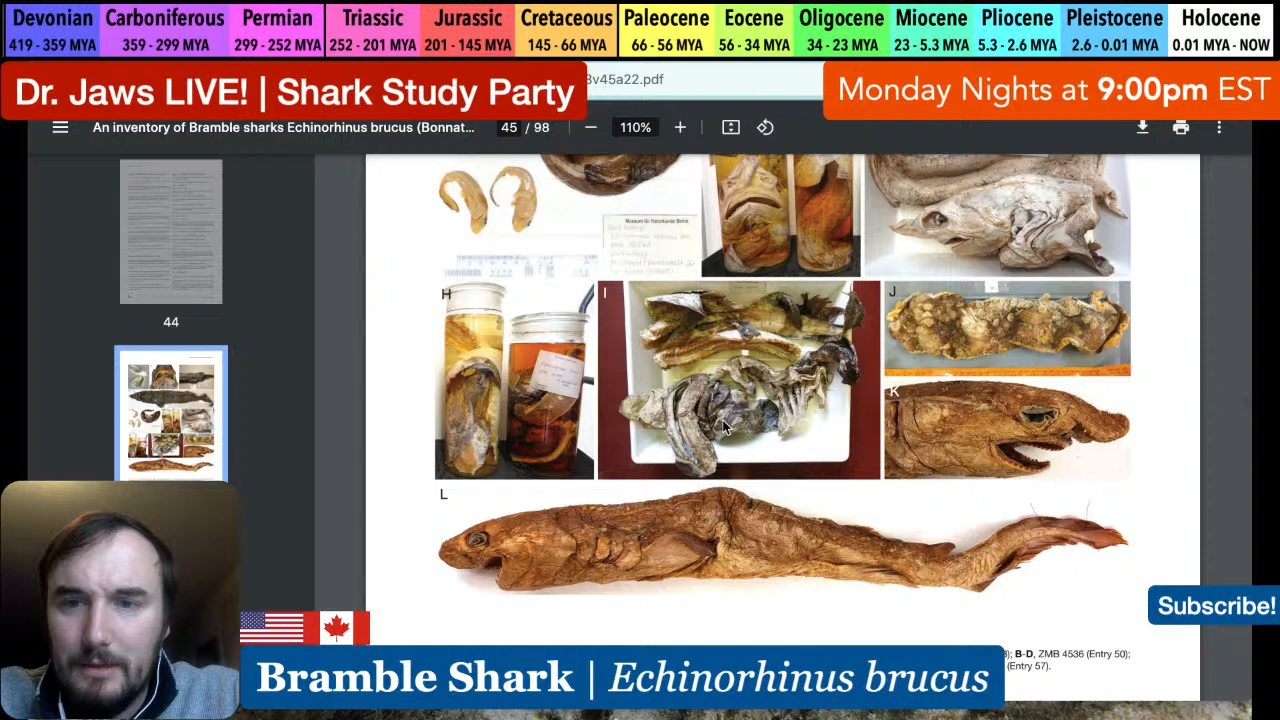 Devonian Carboniferous Permian Triassic Jurassic Cretaceous Paleocene Eocene Oligocene Miocene Pliocene Pleistocene Holocene
419 - 359 MYA 359 - 299 MYA 299 - 252 MYA 252 - 201 MYA 201 - 145 MYA 145 - 66 MYA 66 - 56 MYA 56 - 34 MYA 34 - 23 MYA 23 - 5.3 MYA 5.3 - 2.6 MYA 2.6 - 0.01 MYA 0.01 MYA - NOW
Dr. Jaws LIVE! | Shark Study Party
3v45a22.pdf
Monday Nights at 9:00pm EST
An inventory of Bramble sharks Echinorhinus brucus (Bonnat... 45 / 98 110%
44
H
I
J
K
L
Subscribe!
B-D, ZMB 4536 (Entry 50);
(Entry 57).
Bramble Shark | Echinorhinus brucus